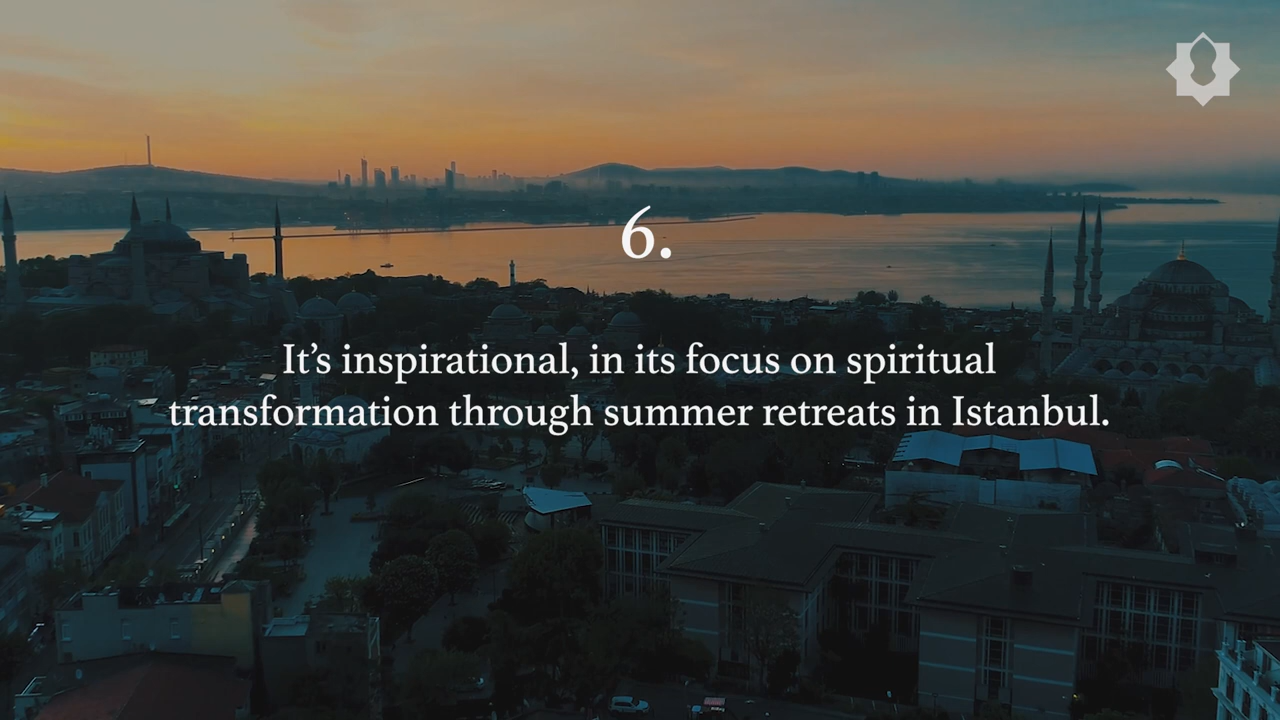 6.
It’s inspirational, in its focus on spiritual
transformation through summer retreats in Istanbul.